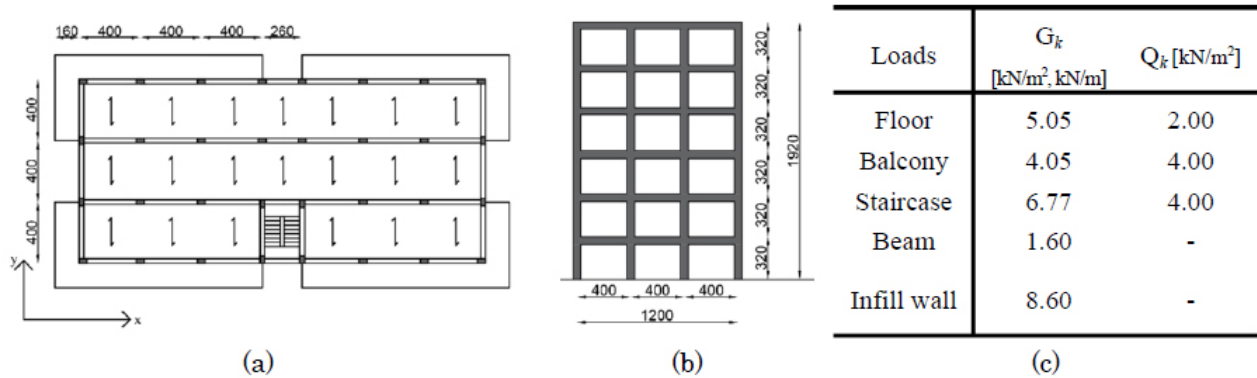 160 400 400 400 260
400
400
400
y
x
(a)
320
320
320
320
320
320
1920
400 400 400
1200
(b)
Loads Gk [kN/m², kN/m] Qk [kN/m²]
Floor 5.05 2.00
Balcony 4.05 4.00
Staircase 6.77 4.00
Beam 1.60 -
Infill wall 8.60 -
(c)